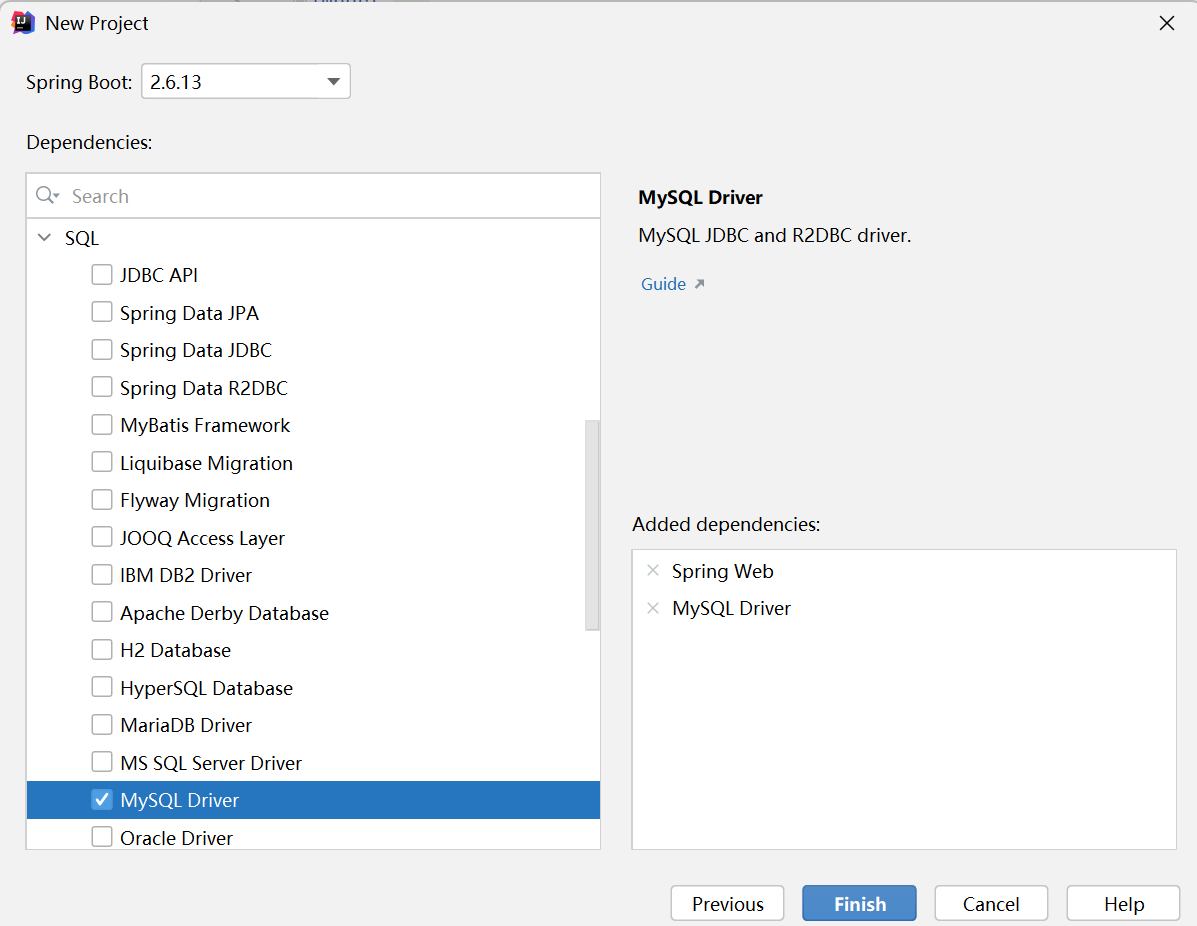 New Project
Spring Boot: 2.6.13
Dependencies:
Search
SQL
JDBC API
Spring Data JPA
Spring Data JDBC
Spring Data R2DBC
MyBatis Framework
Liquibase Migration
Flyway Migration
JOOQ Access Layer
IBM DB2 Driver
Apache Derby Database
H2 Database
HyperSQL Database
MariaDB Driver
MS SQL Server Driver
MySQL Driver
Oracle Driver
MySQL Driver
MySQL JDBC and R2DBC driver.
Guide
Added dependencies:
Spring Web
MySQL Driver
Previous Finish Cancel Help